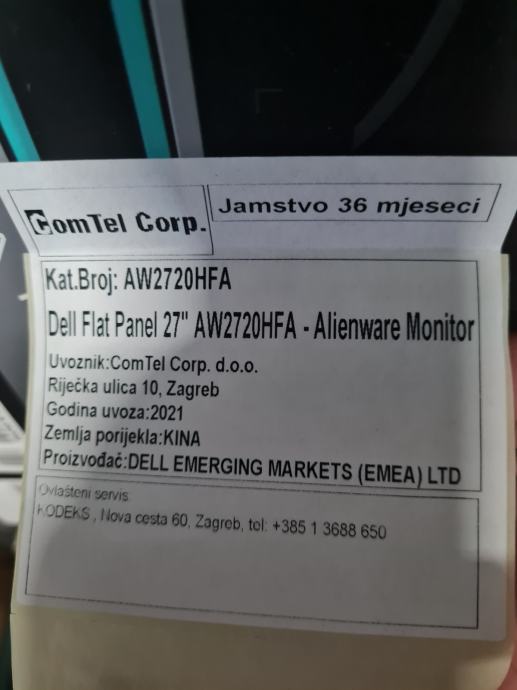 ComTel Corp.
Jamstvo 36 mjeseci
Kat.Broj: AW2720HFA
Dell Flat Panel 27" AW2720HFA - Alienware Monitor
Uvoznik:ComTel Corp. d.o.o.
Riječka ulica 10, Zagreb
Godina uvoza:2021
Zemlja porijekla:KINA
Proizvođač:DELL EMERGING MARKETS (EMEA) LTD
Ovlašteni servis:
KODEKS , Nova cesta 60, Zagreb, tel: +385 1 3688 650